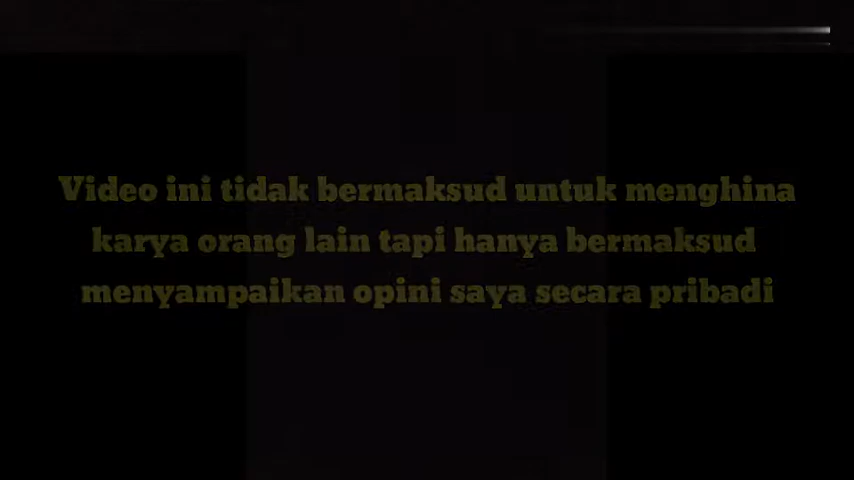 Video ini tidak bermaksud untuk menghina
karya orang lain tapi hanya bermaksud
menyampaikan opini saya secara pribadi